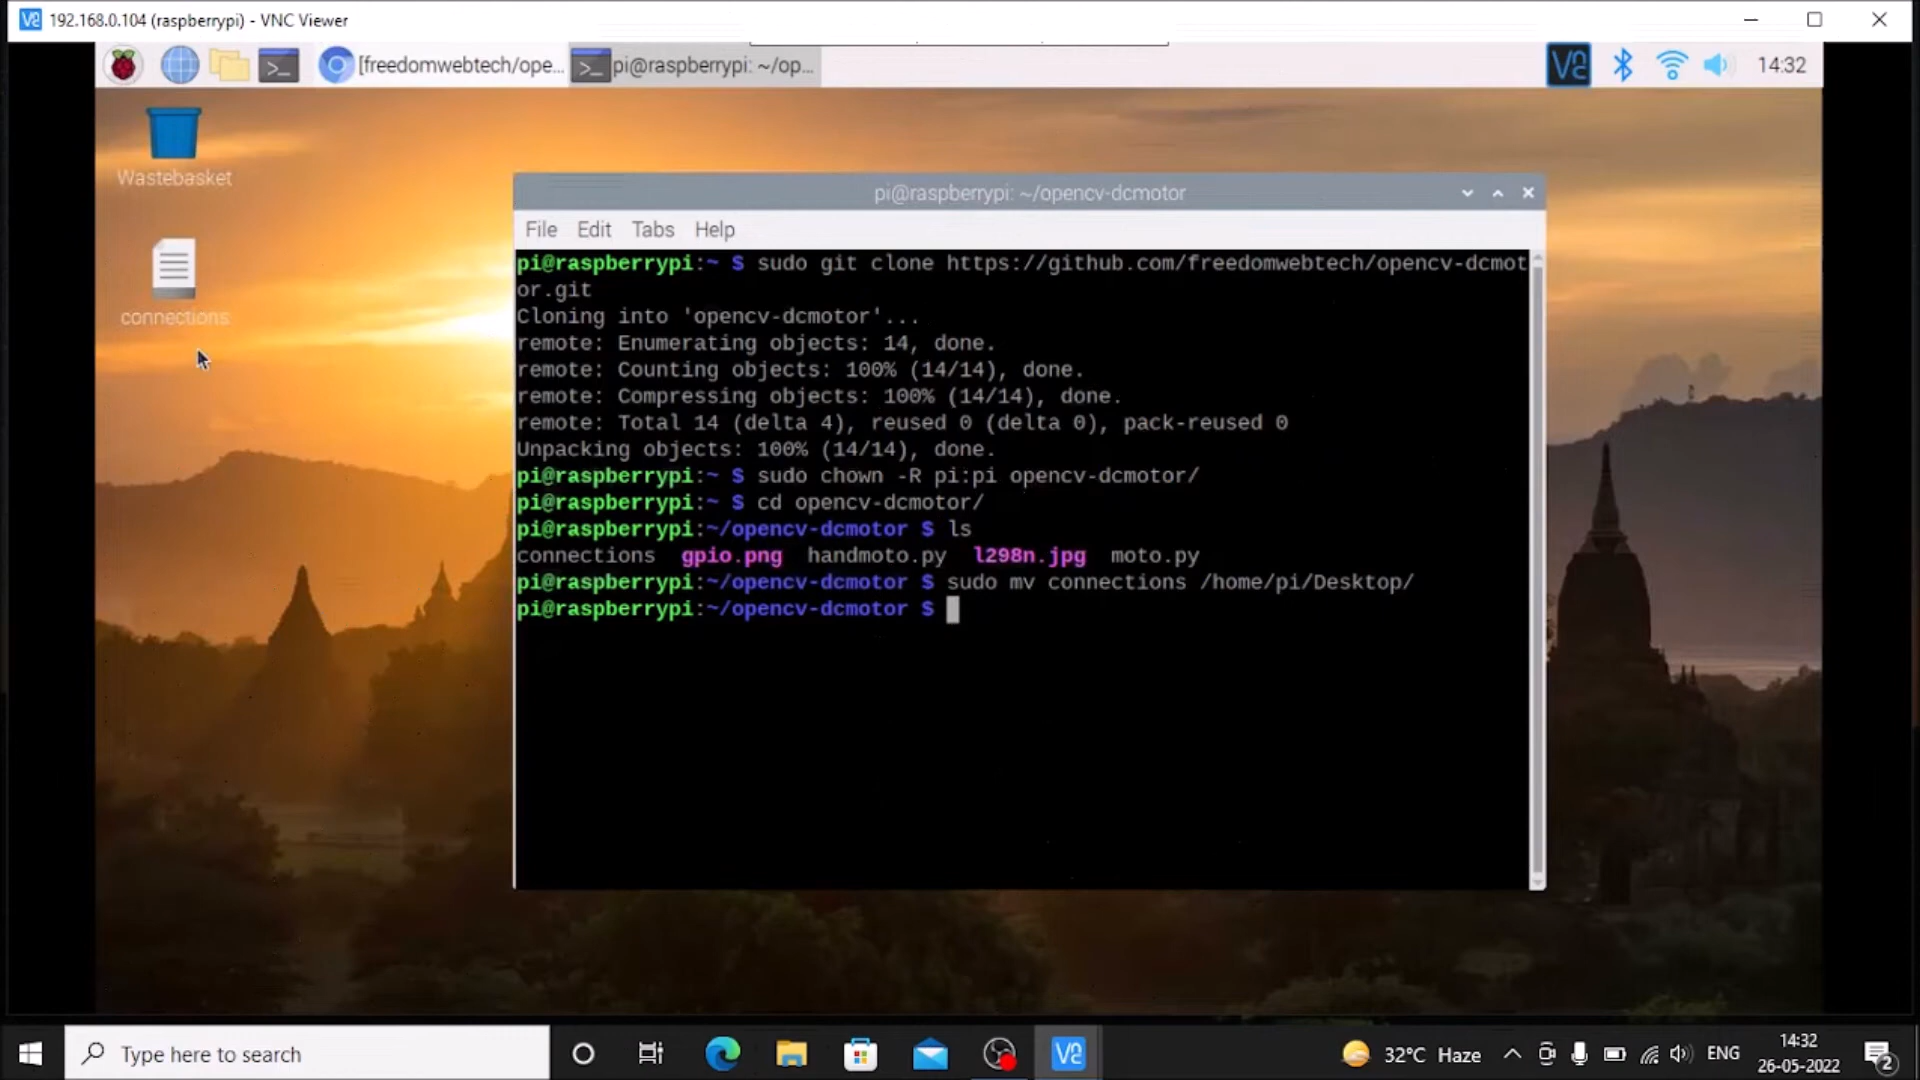 192.168.0.104 (raspberrypi) - VNC Viewer
[freedomwebtech/ope...
pi@raspberrypi: ~/op...
14:32
Wastebasket
connections
pi@raspberrypi: ~/opencv-dcmotor
File Edit Tabs Help
pi@raspberrypi:~ $ sudo git clone https://github.com/freedomwebtech/opencv-dcmot
or.git
Cloning into 'opencv-dcmotor'...
remote: Enumerating objects: 14, done.
remote: Counting objects: 100% (14/14), done.
remote: Compressing objects: 100% (14/14), done.
remote: Total 14 (delta 4), reused 0 (delta 0), pack-reused 0
Unpacking objects: 100% (14/14), done.
pi@raspberrypi:~ $ sudo chown -R pi:pi opencv-dcmotor/
pi@raspberrypi:~ $ cd opencv-dcmotor/
pi@raspberrypi:~/opencv-dcmotor $ ls
connections gpio.png handmoto.py l298n.jpg moto.py
pi@raspberrypi:~/opencv-dcmotor $ sudo mv connections /home/pi/Desktop/
pi@raspberrypi:~/opencv-dcmotor $
Type here to search
32°C Haze
ENG
14:32
26-05-2022
2